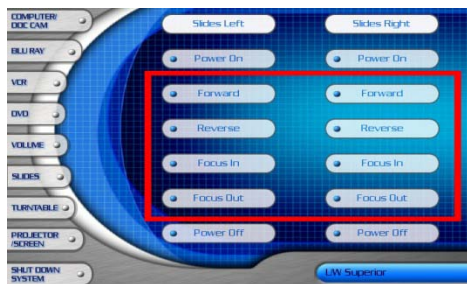 COMPUTER/
DOC CAM
BLU RAY
VCR
DVD
VOLUME
SLIDES
TURNTABLE
PROJECTOR
/SCREEN
SHUT DOWN
SYSTEM
Slides Left
Power On
Forward
Reverse
Focus In
Focus Out
Power Off
Slides Right
Power On
Forward
Reverse
Focus In
Focus Out
Power Off
UW Superior